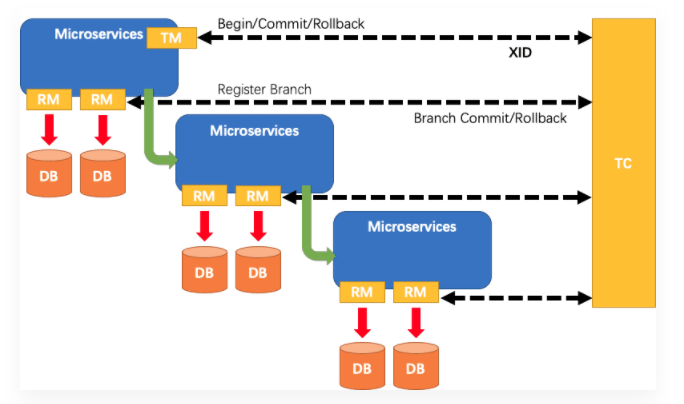 Begin/Commit/Rollback
Microservices
TM
XID
RM
RM
Register Branch
Branch Commit/Rollback
Microservices
DB
DB
TC
RM
RM
Microservices
DB
DB
RM
RM
DB
DB